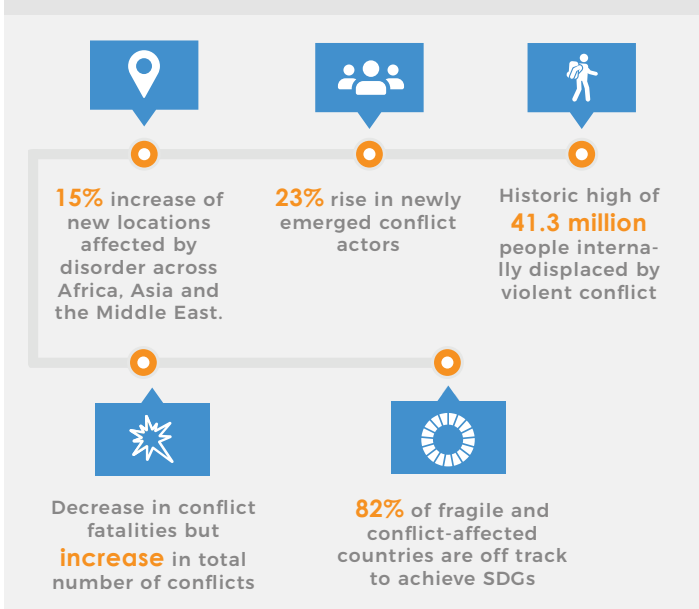 15% increase of
new locations
affected by
disorder across
Africa, Asia and
the Middle East.
23% rise in newly
emerged conflict
actors
Historic high of
41.3 million
people interna-
lly displaced by
violent conflict
Decrease in conflict
fatalities but
increase in total
number of conflicts
82% of fragile and
conflict-affected
countries are off track
to achieve SDGs